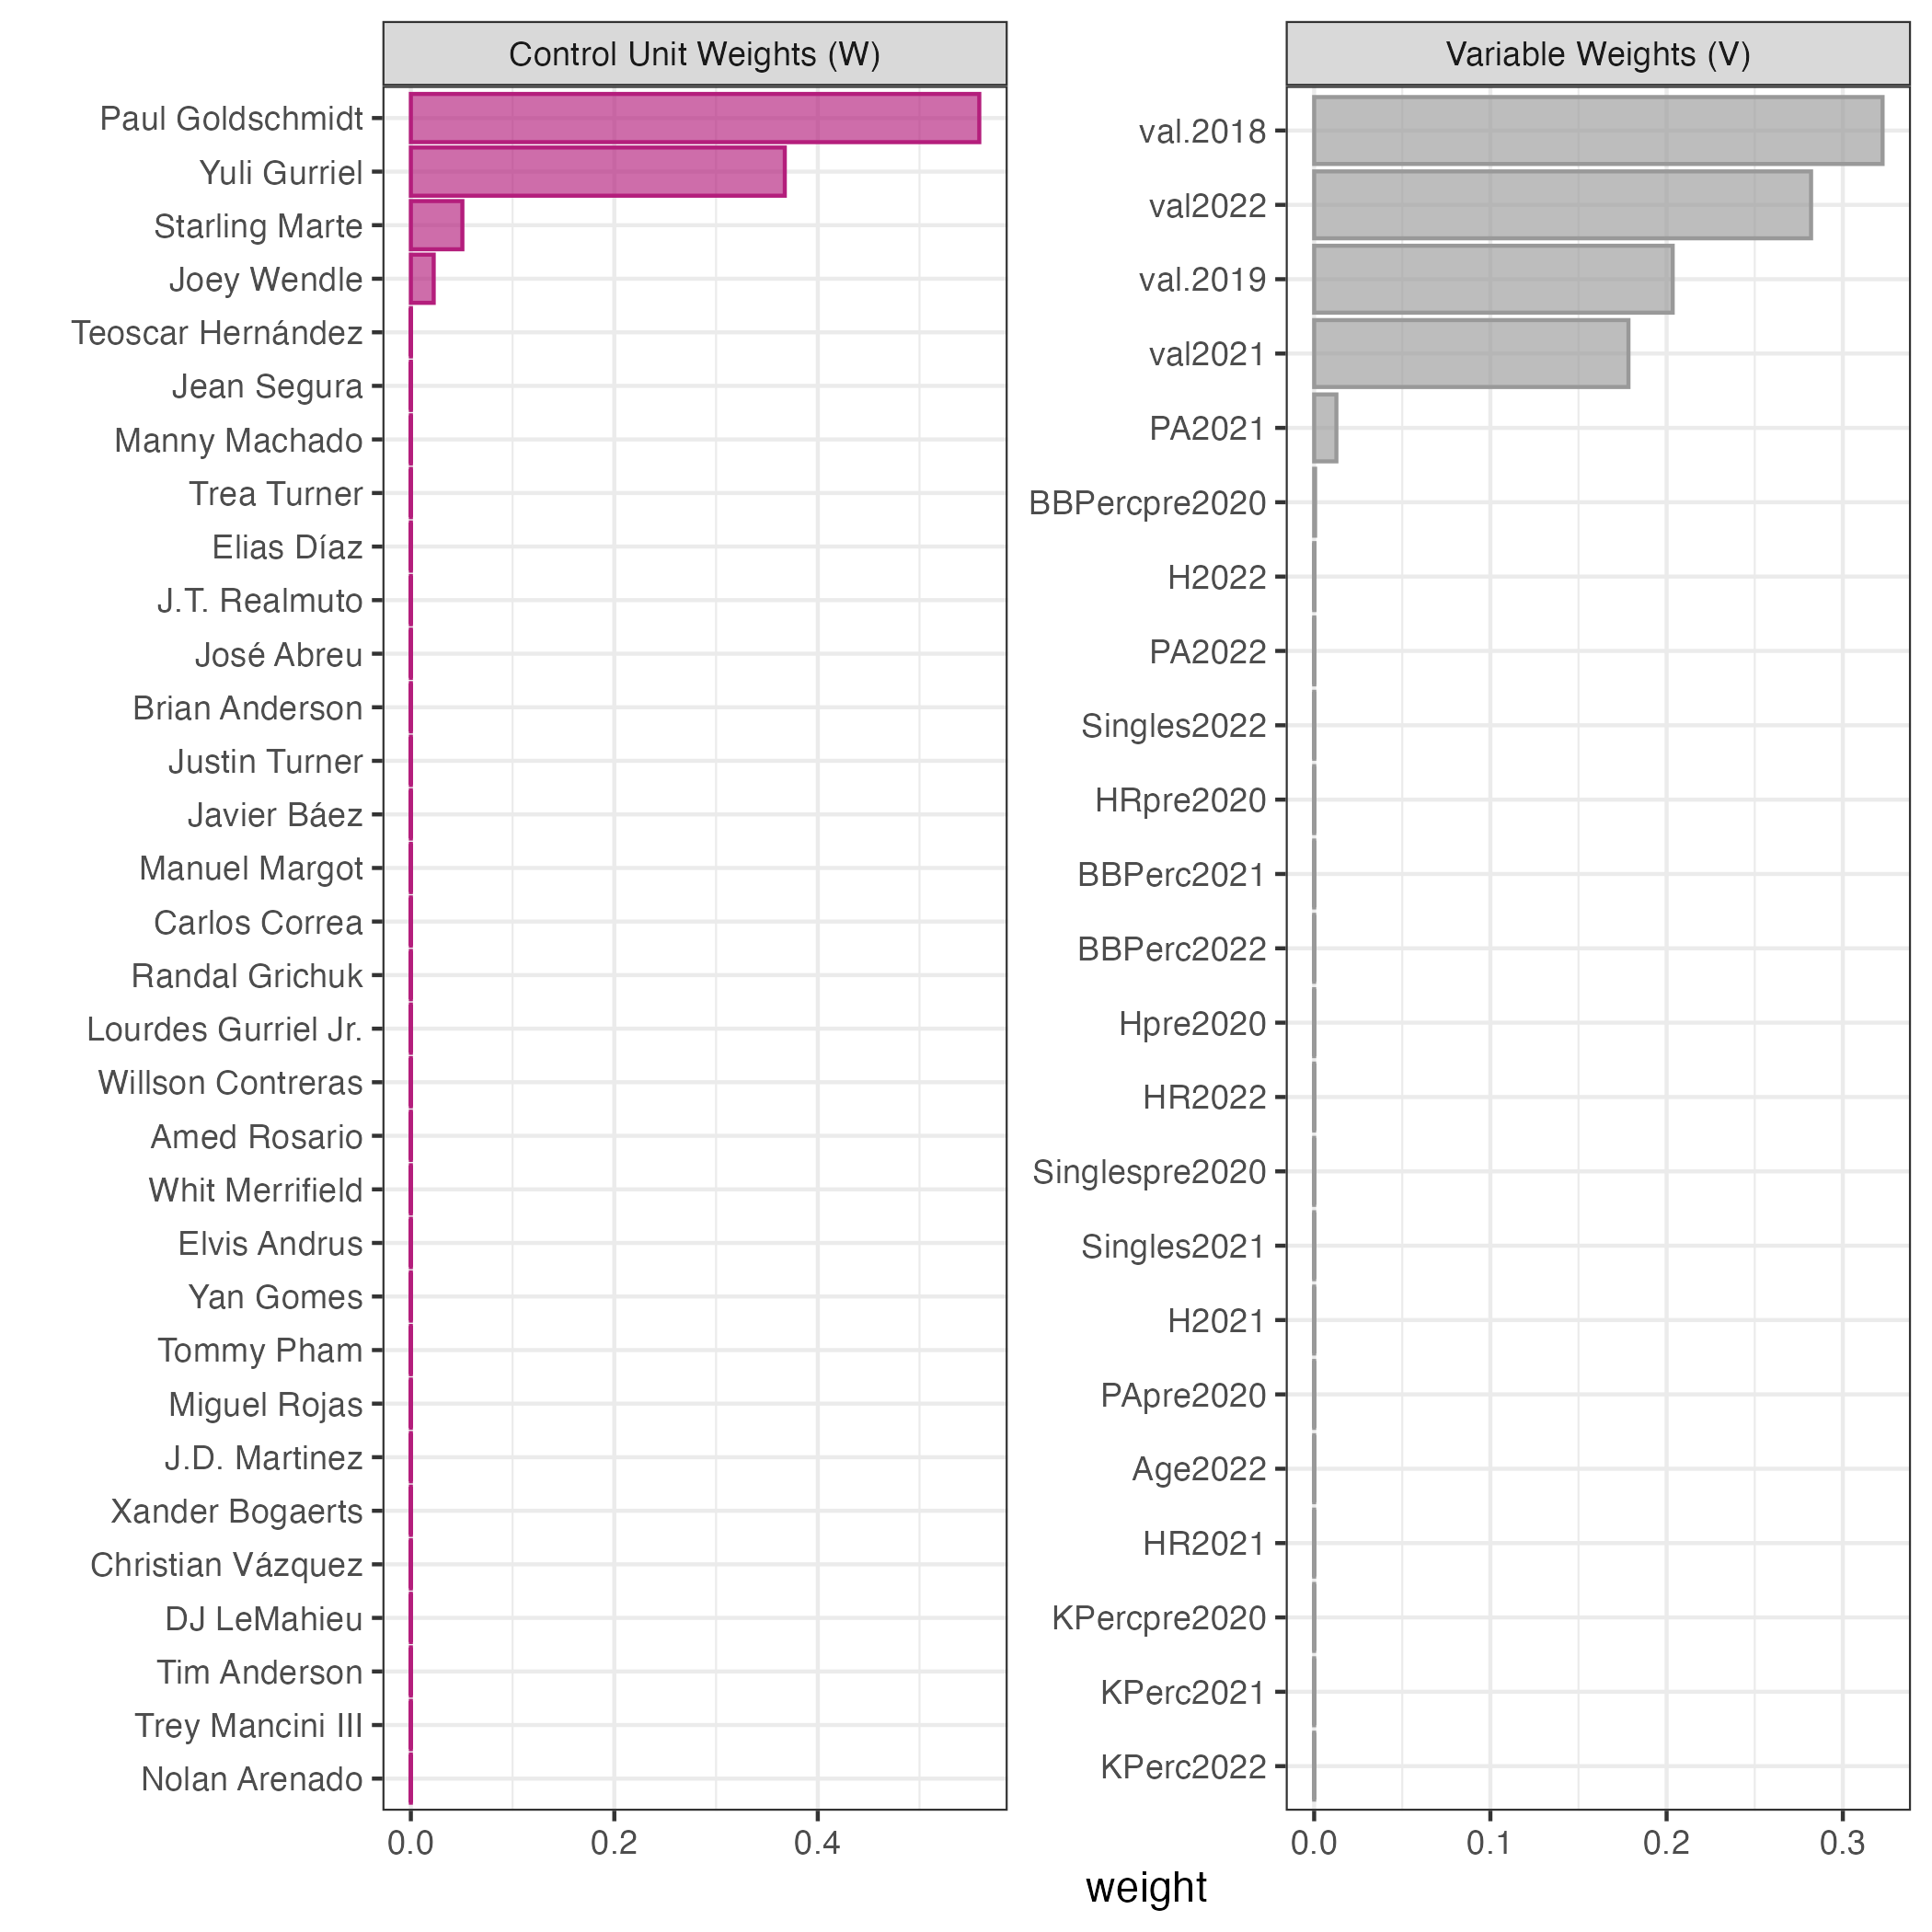 Control Unit Weights (W)
Paul Goldschmidt
Yuli Gurriel
Starling Marte
Joey Wendle
Teoscar Hernández
Jean Segura
Manny Machado
Trea Turner
Elias Díaz
J.T. Realmuto
José Abreu
Brian Anderson
Justin Turner
Javier Báez
Manuel Margot
Carlos Correa
Randal Grichuk
Lourdes Gurriel Jr.
Willson Contreras
Amed Rosario
Whit Merrifield
Elvis Andrus
Yan Gomes
Tommy Pham
Miguel Rojas
J.D. Martinez
Xander Bogaerts
Christian Vázquez
DJ LeMahieu
Tim Anderson
Trey Mancini III
Nolan Arenado
0.0 0.2 0.4
Variable Weights (V)
val.2018
val2022
val.2019
val2021
PA2021
BBPercpre2020
H2022
PA2022
Singles2022
HRpre2020
BBPerc2021
BBPerc2022
Hpre2020
HR2022
Singlespre2020
Singles2021
H2021
PApre2020
Age2022
HR2021
KPercpre2020
KPerc2021
KPerc2022
0.0 0.1 0.2 0.3
weight